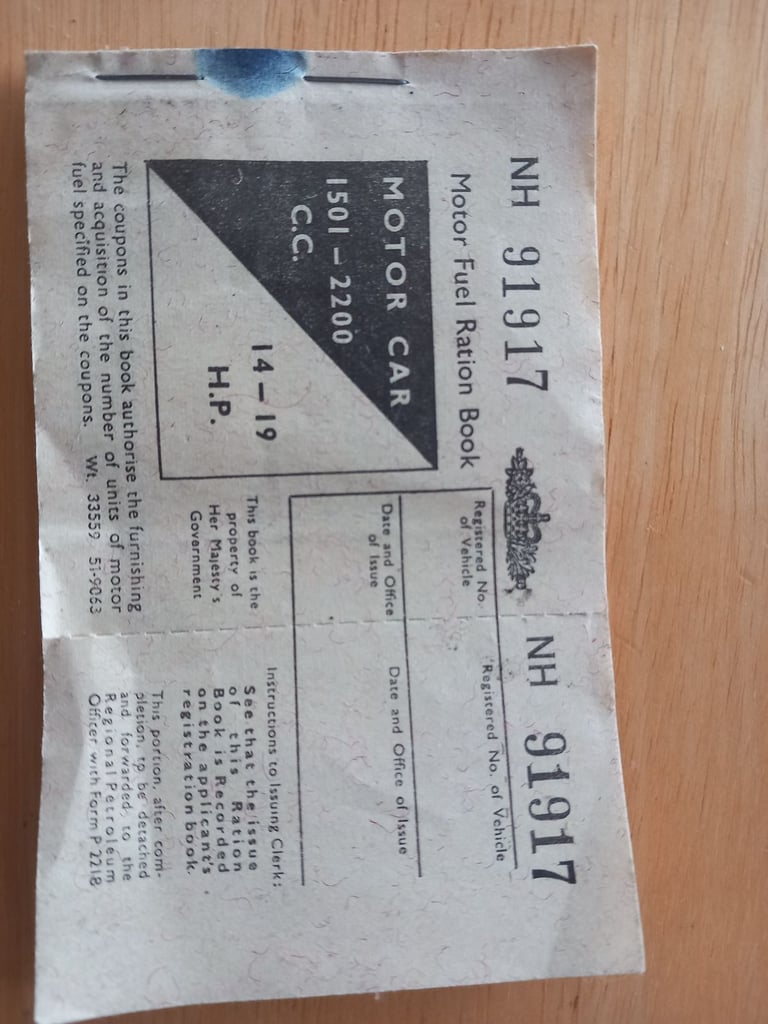 NH 91917
Motor Fuel Ration Book
MOTOR CAR
1501 – 2200
C.C.
14 – 19
H.P.
The coupons in this book authorise the furnishing
and acquisition of the number of units of motor
fuel specified on the coupons. Wt. 33559 51-9063
Registered No.
of Vehicle
Date and Office
of Issue
This book is the
property of
Her Majesty's
Government
NH 91917
Registered No. of Vehicle
Date and Office of Issue
Instructions to Issuing Clerk:
See that the issue
of this Ration
Book is Recorded
on the applicant's
registration book.
This portion, after com-
pletion, to be detached
and forwarded to the
Regional Petroleum
Officer with Form P 2218